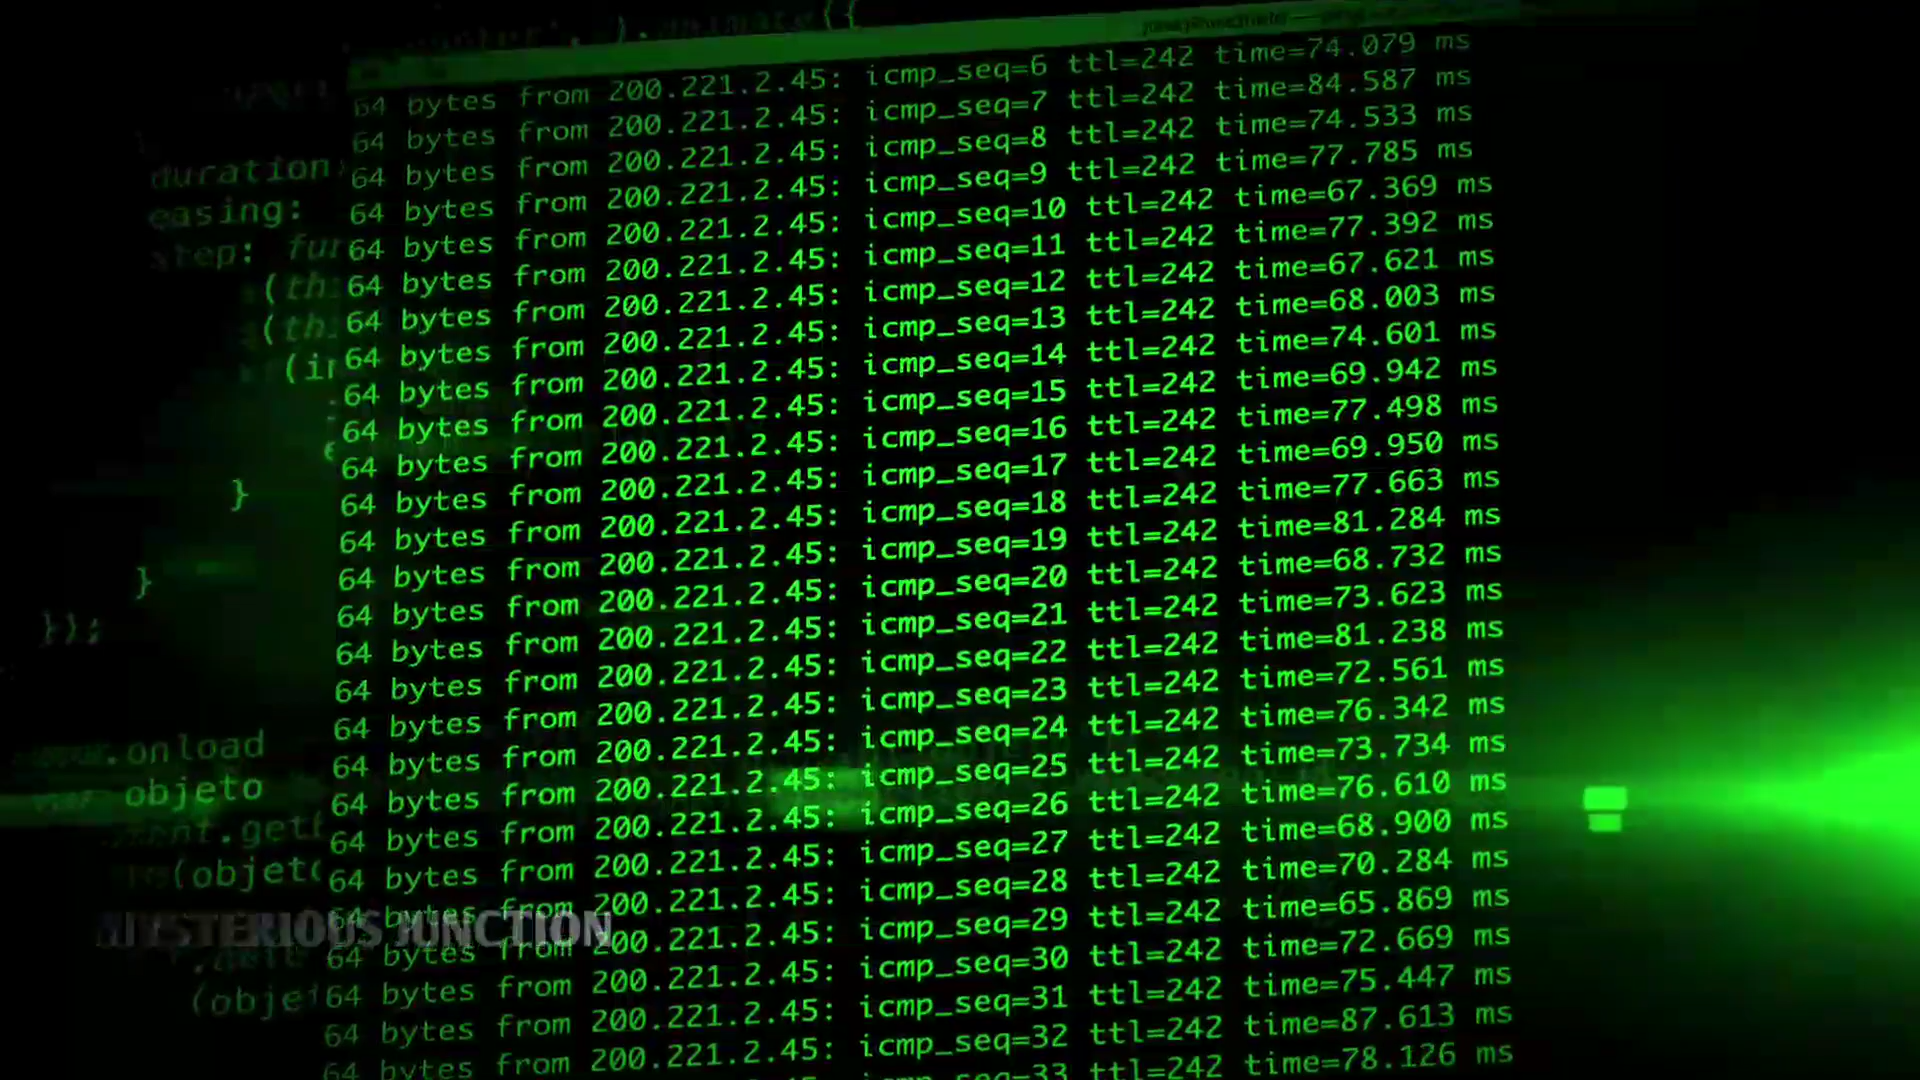 duration
easing:
step:
}
}
});
.onload
objeto
(objeto
64 bytes from 200.221.2.45: icmp_seq=6 ttl=242 time=74.079 ms
64 bytes from 200.221.2.45: icmp_seq=7 ttl=242 time=84.587 ms
64 bytes from 200.221.2.45: icmp_seq=8 ttl=242 time=74.533 ms
64 bytes from 200.221.2.45: icmp_seq=9 ttl=242 time=77.785 ms
64 bytes from 200.221.2.45: icmp_seq=10 ttl=242 time=67.369 ms
64 bytes from 200.221.2.45: icmp_seq=11 ttl=242 time=77.392 ms
64 bytes from 200.221.2.45: icmp_seq=12 ttl=242 time=67.621 ms
64 bytes from 200.221.2.45: icmp_seq=13 ttl=242 time=68.003 ms
64 bytes from 200.221.2.45: icmp_seq=14 ttl=242 time=74.601 ms
64 bytes from 200.221.2.45: icmp_seq=15 ttl=242 time=69.942 ms
64 bytes from 200.221.2.45: icmp_seq=16 ttl=242 time=77.498 ms
64 bytes from 200.221.2.45: icmp_seq=17 ttl=242 time=69.950 ms
64 bytes from 200.221.2.45: icmp_seq=18 ttl=242 time=77.663 ms
64 bytes from 200.221.2.45: icmp_seq=19 ttl=242 time=81.284 ms
64 bytes from 200.221.2.45: icmp_seq=20 ttl=242 time=68.732 ms
64 bytes from 200.221.2.45: icmp_seq=21 ttl=242 time=73.623 ms
64 bytes from 200.221.2.45: icmp_seq=22 ttl=242 time=81.238 ms
64 bytes from 200.221.2.45: icmp_seq=23 ttl=242 time=72.561 ms
64 bytes from 200.221.2.45: icmp_seq=24 ttl=242 time=76.342 ms
64 bytes from 200.221.2.45: icmp_seq=25 ttl=242 time=73.734 ms
64 bytes from 200.221.2.45: icmp_seq=26 ttl=242 time=76.610 ms
64 bytes from 200.221.2.45: icmp_seq=27 ttl=242 time=68.900 ms
64 bytes from 200.221.2.45: icmp_seq=28 ttl=242 time=70.284 ms
64 bytes from 200.221.2.45: icmp_seq=29 ttl=242 time=65.869 ms
64 bytes from 200.221.2.45: icmp_seq=30 ttl=242 time=72.669 ms
64 bytes from 200.221.2.45: icmp_seq=31 ttl=242 time=75.447 ms
64 bytes from 200.221.2.45: icmp_seq=32 ttl=242 time=87.613 ms
64 bytes from 200.221.2.45: icmp_seq=33 ttl=242 time=78.126 ms
MYSTERIOUS JUNCTION